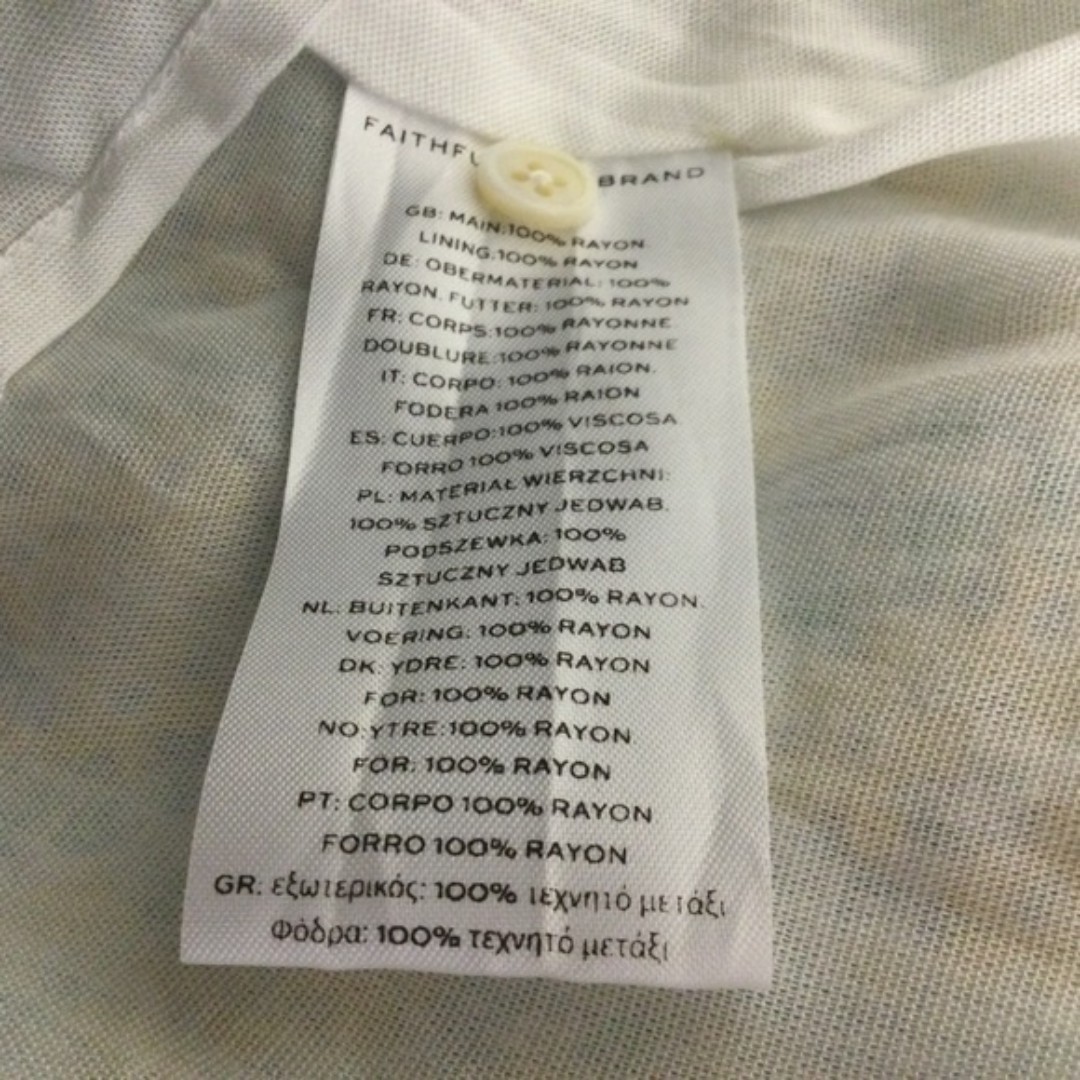 FAITHFU BRAND
GB: MAIN:100% RAYON
LINING:100% RAYON
DE: OBERMATERIAL: 100%
RAYON. FUTTER: 100% RAYON
FR: CORPS:100% RAYONNE
DOUBLURE:100% RAYONNE
IT: CORPO: 100% RAION.
FODERA 100% RAION
ES: CUERPO:100% VISCOSA
FORRO 100% VISCOSA
PL: MATERIAŁ WIERZCHNI:
100% SZTUCZNY JEDWAB.
PODSZEWKA: 100%
SZTUCZNY JEDWAB
NL: BUITENKANT: 100% RAYON.
VOERING: 100% RAYON
DK: YDRE: 100% RAYON
FOR: 100% RAYON
NO YTRE:100% RAYON
FOR: 100% RAYON
PT: CORPO 100% RAYON
FORRO 100% RAYON
GR: εξωτερικός: 100% τεχνητό μετάξι
Φόδρα: 100% τεχνητό μετάξι